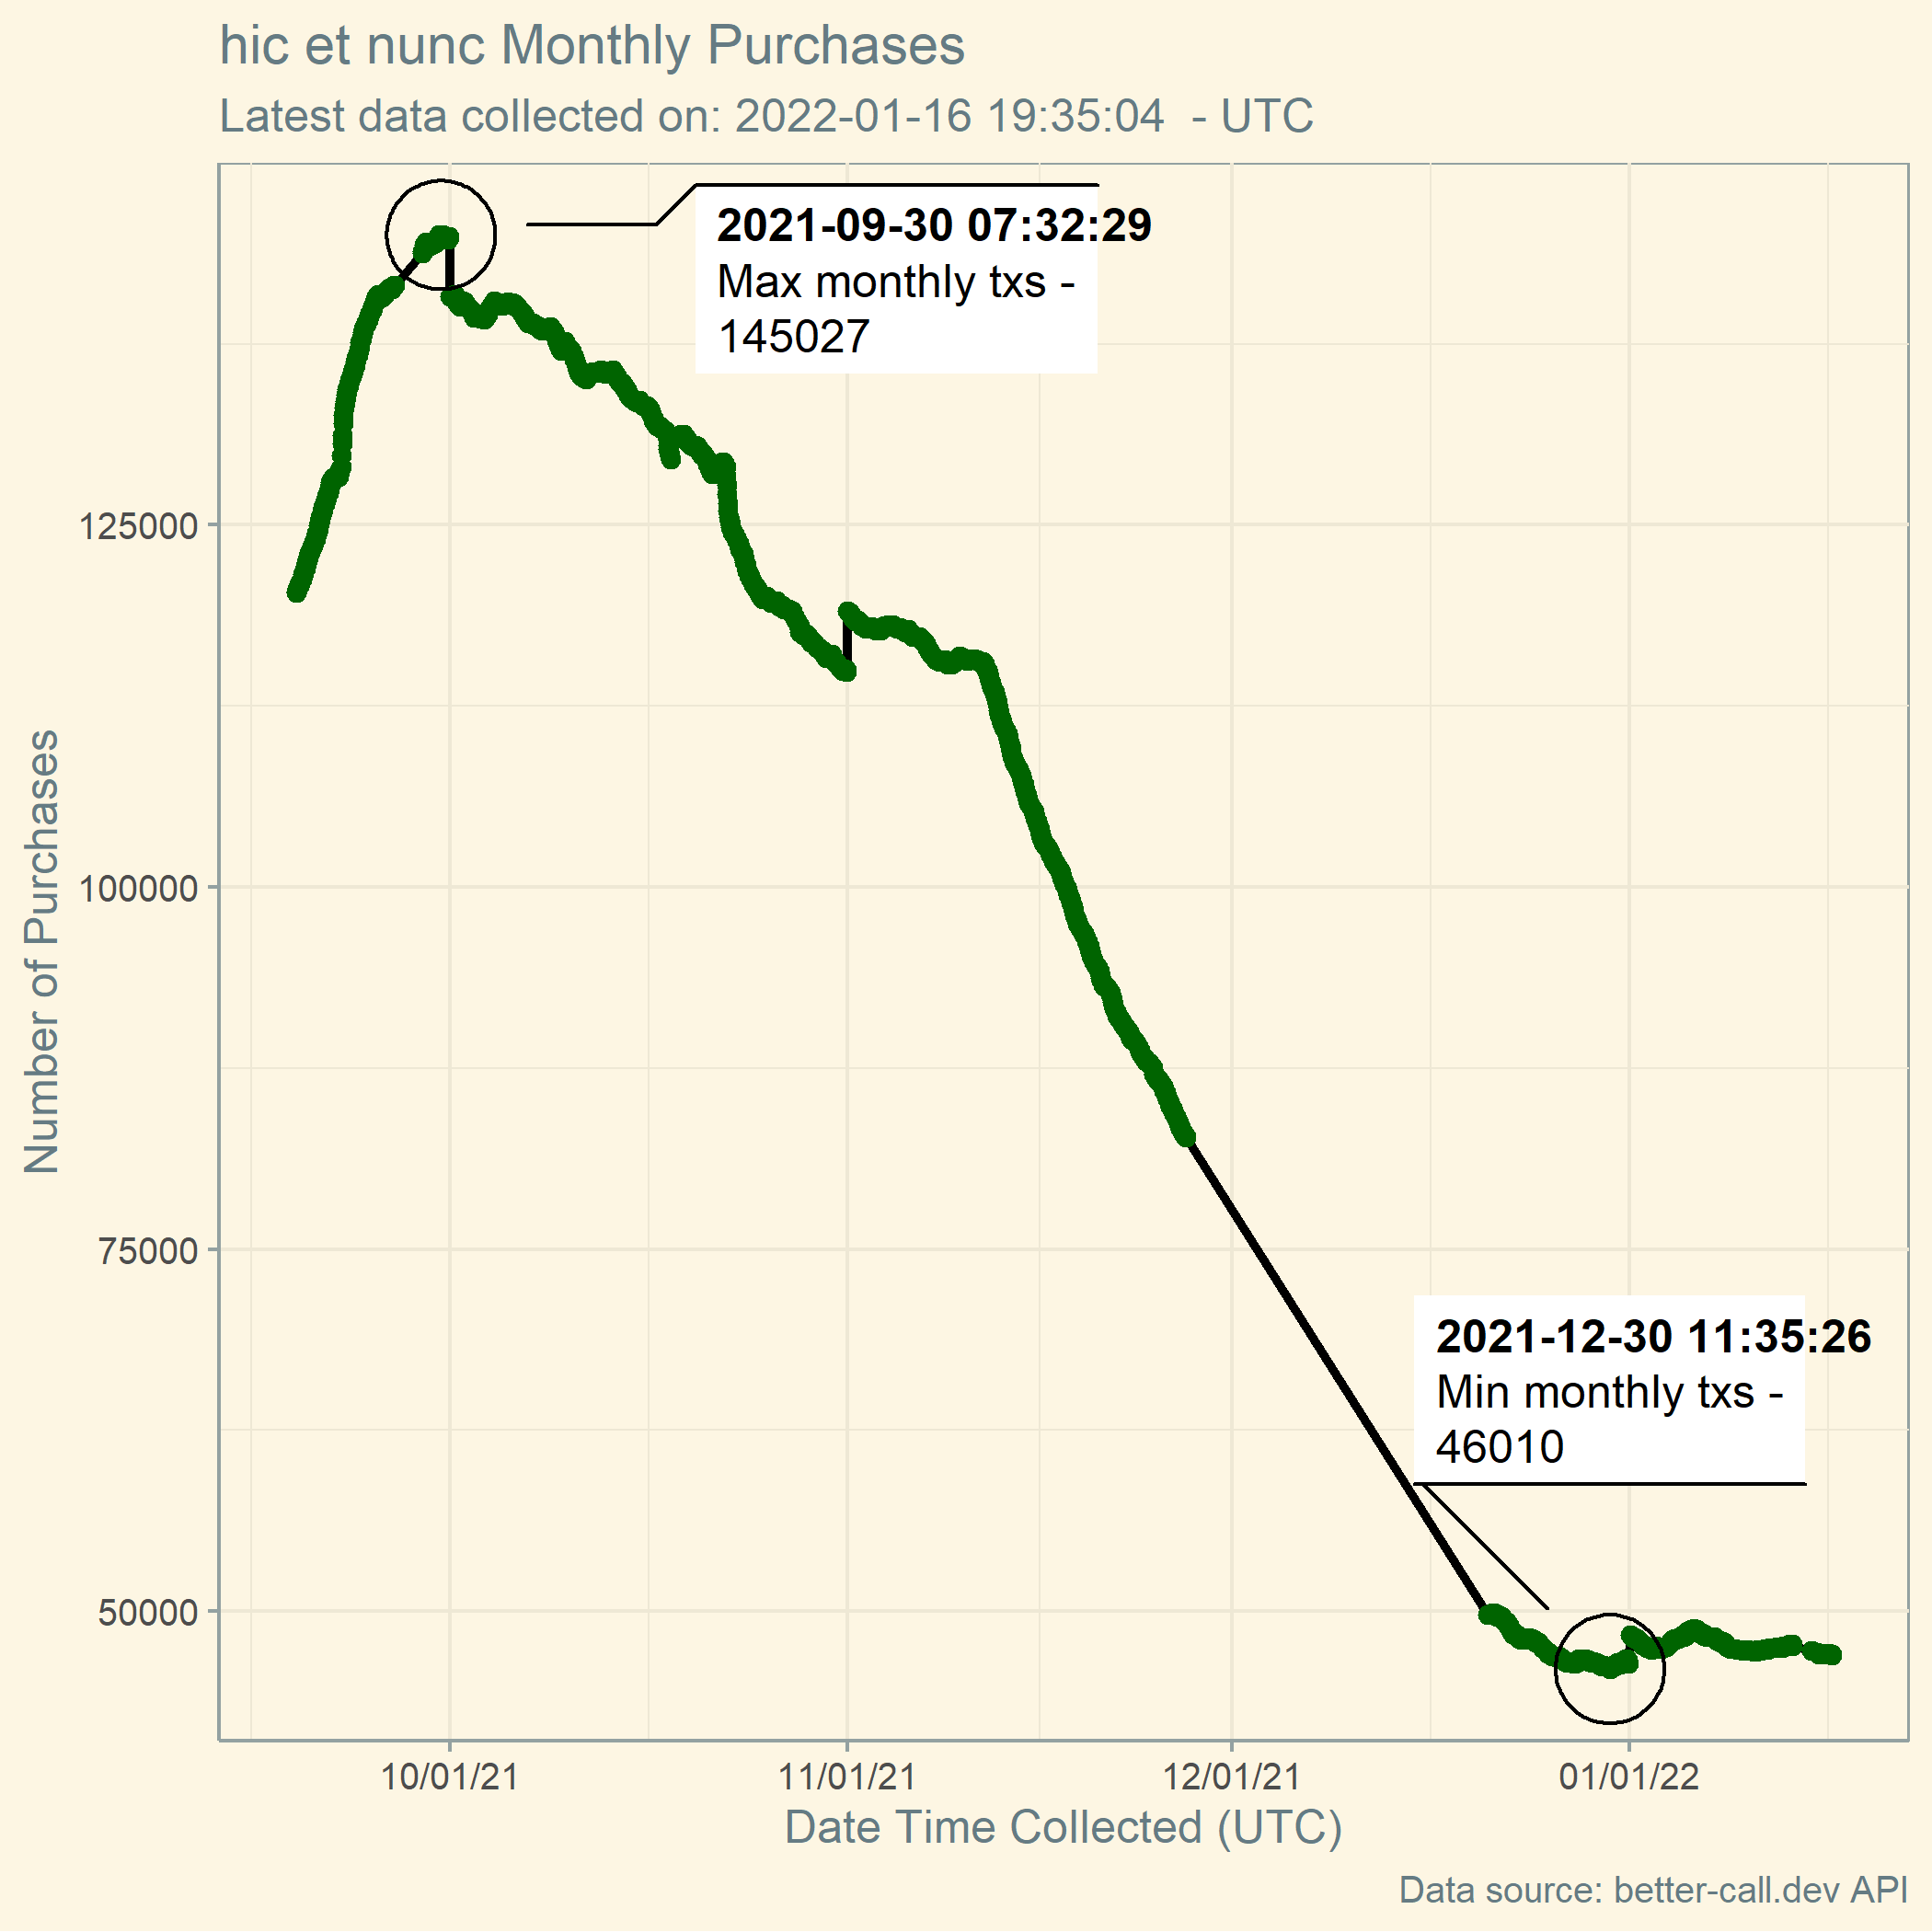 hic et nunc Monthly Purchases
Latest data collected on: 2022-01-16 19:35:04  - UTC
2021-09-30 07:32:29
Max monthly txs -
145027
Number of Purchases
125000
100000
75000
50000
2021-12-30 11:35:26
Min monthly txs -
46010
10/01/21
11/01/21
12/01/21
01/01/22
Date Time Collected (UTC)
Data source: better-call.dev API